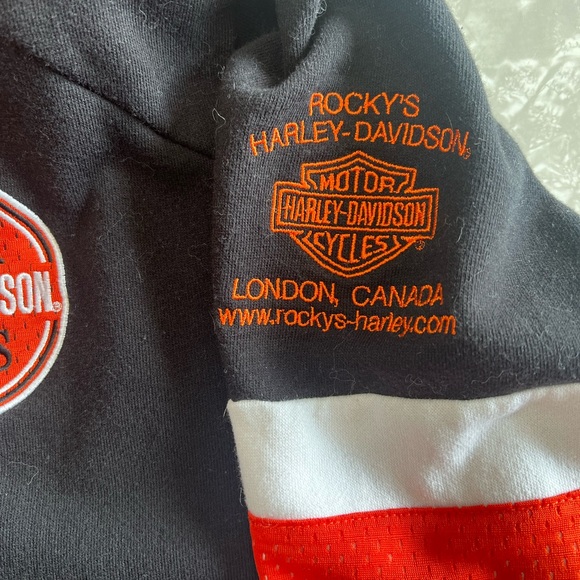 ROCKY'S
HARLEY-DAVIDSON®
MOTOR
HARLEY-DAVIDSON
CYCLES
®
LONDON, CANADA
www.rockys-harley.com